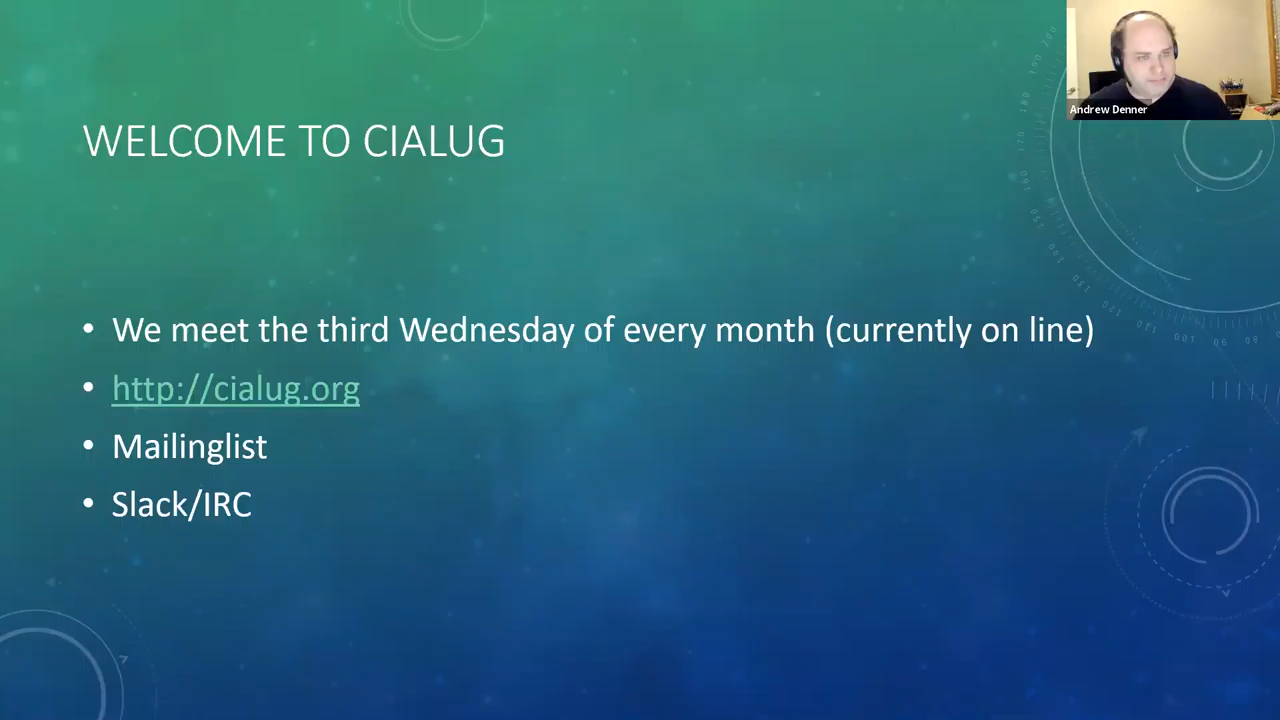 WELCOME TO CIALUG
Andrew Denner
• We meet the third Wednesday of every month (currently on line)
• http://cialug.org
• Mailinglist
• Slack/IRC